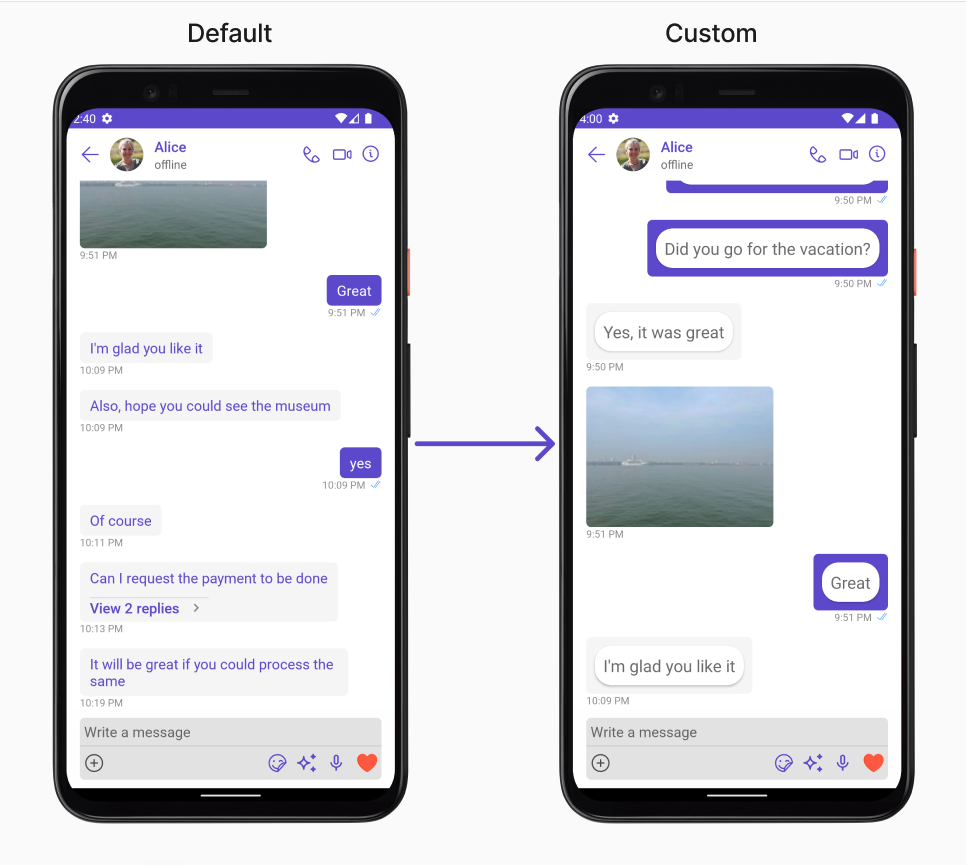 Default
2:40
Alice
offline
9:51 PM
Great
9:51 PM
I'm glad you like it
10:09 PM
Also, hope you could see the museum
10:09 PM
yes
10:09 PM
Of course
10:11 PM
Can I request the payment to be done
View 2 replies
10:13 PM
It will be great if you could process the
same
10:19 PM
Write a message
Custom
4:00
Alice
offline
9:50 PM
Did you go for the vacation?
9:50 PM
Yes, it was great
9:50 PM
9:51 PM
Great
9:51 PM
I'm glad you like it
10:09 PM
Write a message